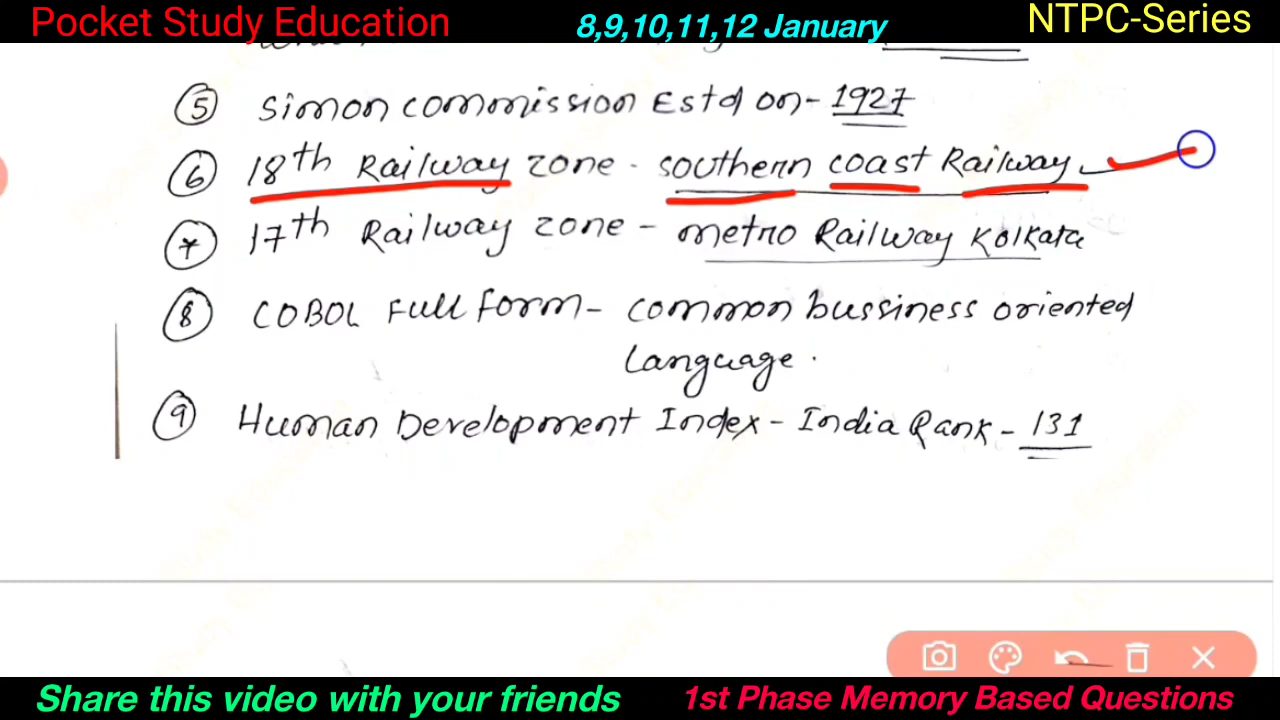 Pocket Study Education
8,9,10,11,12 January
NTPC-Series
5 Simon commission Estd on - 1927
6 18th Railway zone - southern coast Railway
* 17th Railway zone - metro Railway Kolkata
8 COBOL Full form - common bussiness oriented
Language.
9 Human Development Index - India Rank - 131
Share this video with your friends
1st Phase Memory Based Questions